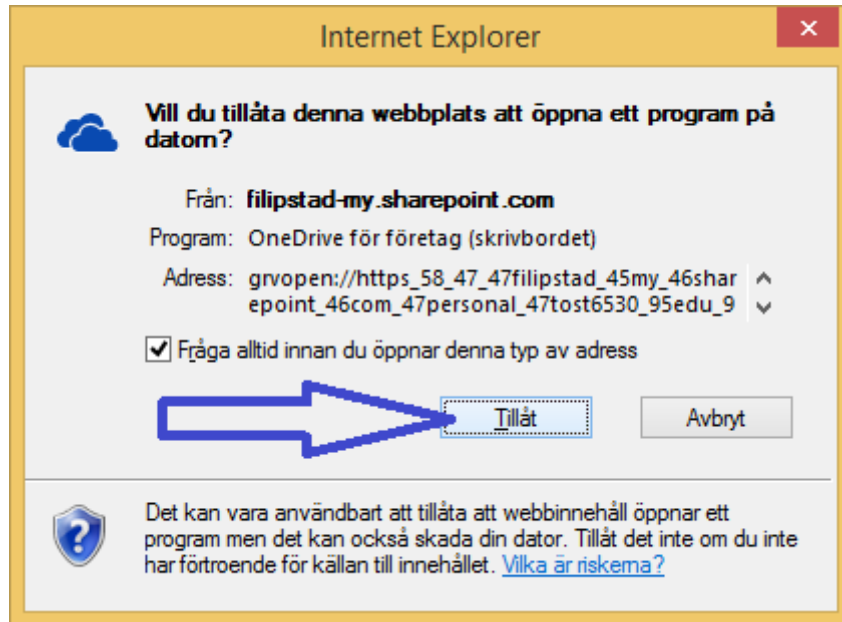 Internet Explorer
Vill du tillåta denna webbplats att öppna ett program på
datorn?
Från: filipstad-my.sharepoint.com
Program: OneDrive för företag (skrivbordet)
Adress: grvopen://https_58_47_47filipstad_45my_46shar
epoint_46com_47personal_47tost6530_95edu_9
Fråga alltid innan du öppnar denna typ av adress
Tillåt Avbryt
Det kan vara användbart att tillåta att webbinnehåll öppnar ett
program men det kan också skada din dator. Tillåt det inte om du inte
har förtroende för källan till innehållet. Vilka är riskerna?